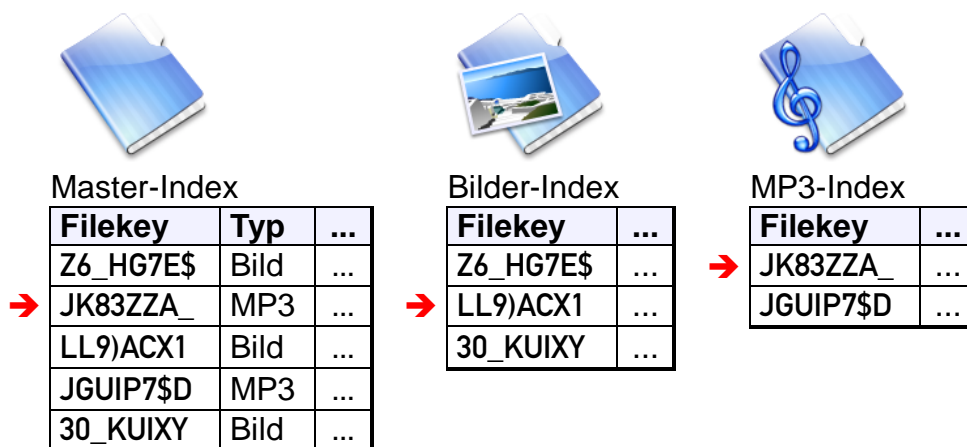 Master-Index
Filekey Typ ...
Z6_HG7E$ Bild ...
JK83ZZA_ MP3 ...
LL9)ACX1 Bild ...
JGUIP7$D MP3 ...
30_KUIXY Bild ...
Bilder-Index
Filekey ...
Z6_HG7E$ ...
LL9)ACX1 ...
30_KUIXY ...
MP3-Index
Filekey ...
JK83ZZA_ ...
JGUIP7$D ...